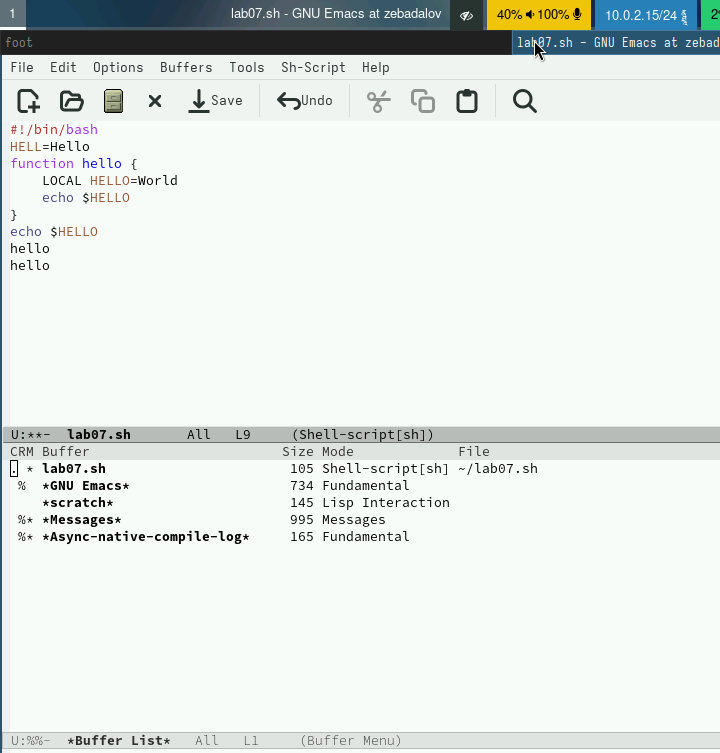 1 lab07.sh - GNU Emacs at zebadalov 40% 100% 10.0.2.15/24 2
foot lab07.sh - GNU Emacs at zebad
File Edit Options Buffers Tools Sh-Script Help
Save Undo
#!/bin/bash
HELL=Hello
function hello {
    LOCAL HELLO=World
    echo $HELLO
}
echo $HELLO
hello
hello
U:**-  lab07.sh       All   L9     (Shell-script[sh])
CRM Buffer                        Size Mode             File
. * lab07.sh                       105 Shell-script[sh] ~/lab07.sh
 %  *GNU Emacs*                    734 Fundamental
    *scratch*                      145 Lisp Interaction
 %* *Messages*                     995 Messages
 %* *Async-native-compile-log*     165 Fundamental
U:%%-  *Buffer List*   All   L1     (Buffer Menu)